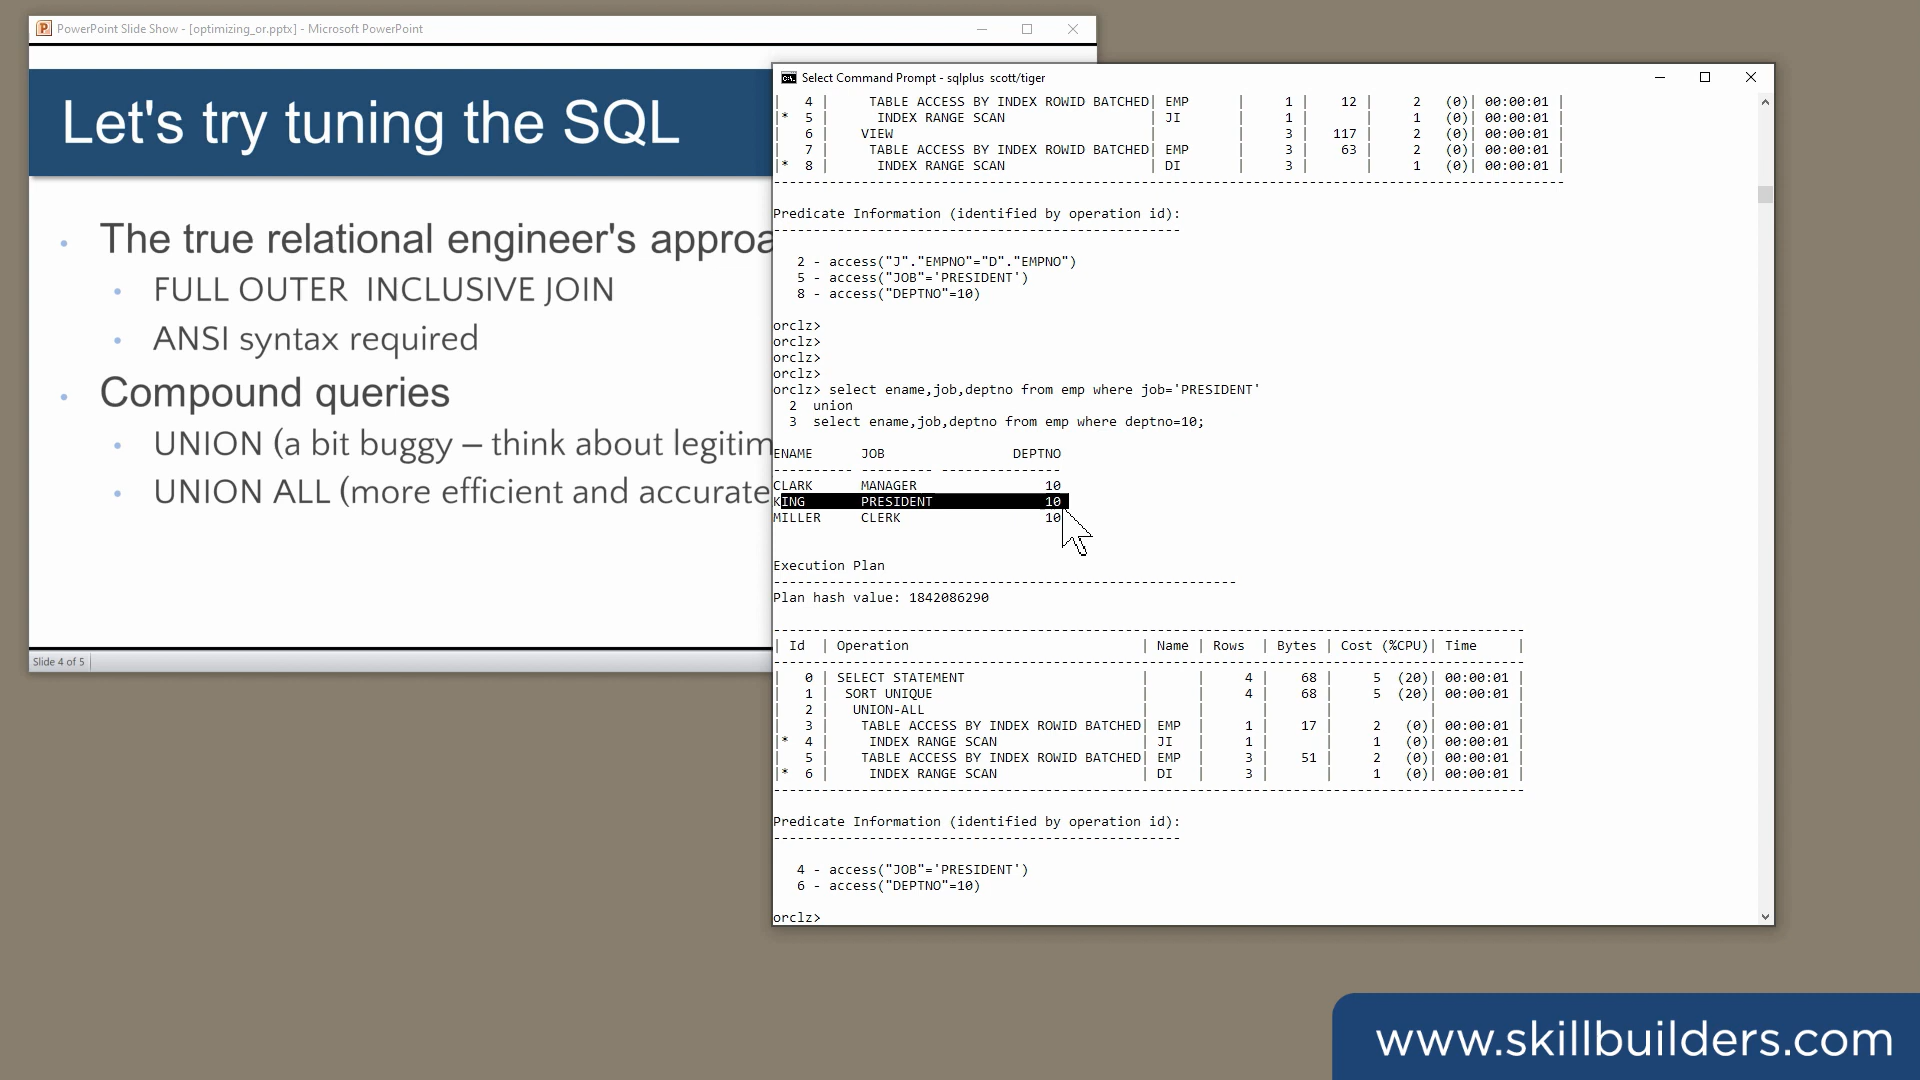 PowerPoint Slide Show - [optimizing_or.pptx] - Microsoft PowerPoint
Let's try tuning the SQL
• The true relational engineer's approa
• FULL OUTER  INCLUSIVE JOIN
• ANSI syntax required
• Compound queries
• UNION (a bit buggy – think about legitim
• UNION ALL (more efficient and accurate
Slide 4 of 5
Select Command Prompt - sqlplus  scott/tiger
|   4 |     TABLE ACCESS BY INDEX ROWID BATCHED| EMP      |     1 |    12 |     2   (0)| 00:00:01 |
|*  5 |      INDEX RANGE SCAN                  | JI       |     1 |       |     1   (0)| 00:00:01 |
|   6 |    VIEW                                |          |     3 |   117 |     2   (0)| 00:00:01 |
|   7 |     TABLE ACCESS BY INDEX ROWID BATCHED| EMP      |     3 |    63 |     2   (0)| 00:00:01 |
|*  8 |      INDEX RANGE SCAN                  | DI       |     3 |       |     1   (0)| 00:00:01 |
---------------------------------------------------------------------------------------------------
Predicate Information (identified by operation id):
---------------------------------------------------
   2 - access("J"."EMPNO"="D"."EMPNO")
   5 - access("JOB"='PRESIDENT')
   8 - access("DEPTNO"=10)
orclz>
orclz>
orclz>
orclz>
orclz> select ename,job,deptno from emp where job='PRESIDENT'
  2  union
  3  select ename,job,deptno from emp where deptno=10;
ENAME      JOB                DEPTNO
---------- --------- ---------------
CLARK      MANAGER                10
KING       PRESIDENT              10
MILLER     CLERK                  10
Execution Plan
----------------------------------------------------------
Plan hash value: 1842086290
----------------------------------------------------------------------------------------------
| Id  | Operation                             | Name | Rows  | Bytes | Cost (%CPU)| Time     |
----------------------------------------------------------------------------------------------
|   0 | SELECT STATEMENT                      |      |     4 |    68 |     5  (20)| 00:00:01 |
|   1 |  SORT UNIQUE                          |      |     4 |    68 |     5  (20)| 00:00:01 |
|   2 |   UNION-ALL                           |      |       |       |            |          |
|   3 |    TABLE ACCESS BY INDEX ROWID BATCHED| EMP  |     1 |    17 |     2   (0)| 00:00:01 |
|*  4 |     INDEX RANGE SCAN                  | JI   |     1 |       |     1   (0)| 00:00:01 |
|   5 |    TABLE ACCESS BY INDEX ROWID BATCHED| EMP  |     3 |    51 |     2   (0)| 00:00:01 |
|*  6 |     INDEX RANGE SCAN                  | DI   |     3 |       |     1   (0)| 00:00:01 |
----------------------------------------------------------------------------------------------
Predicate Information (identified by operation id):
---------------------------------------------------
   4 - access("JOB"='PRESIDENT')
   6 - access("DEPTNO"=10)
orclz>
www.skillbuilders.com